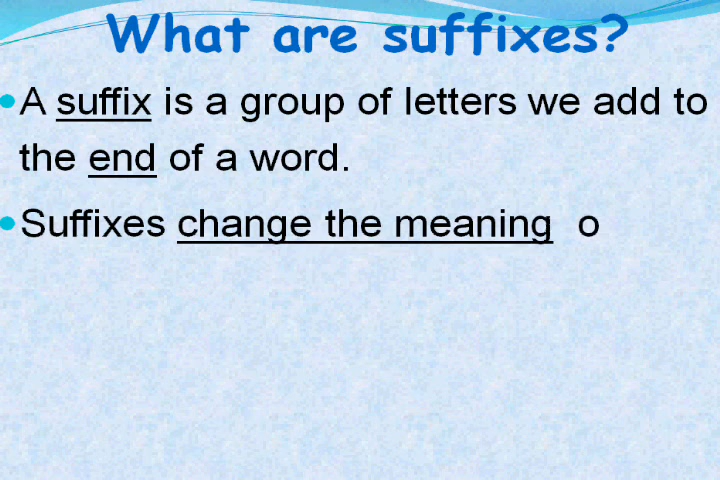 What are suffixes?
A suffix is a group of letters we add to
the end of a word.
Suffixes change the meaning o